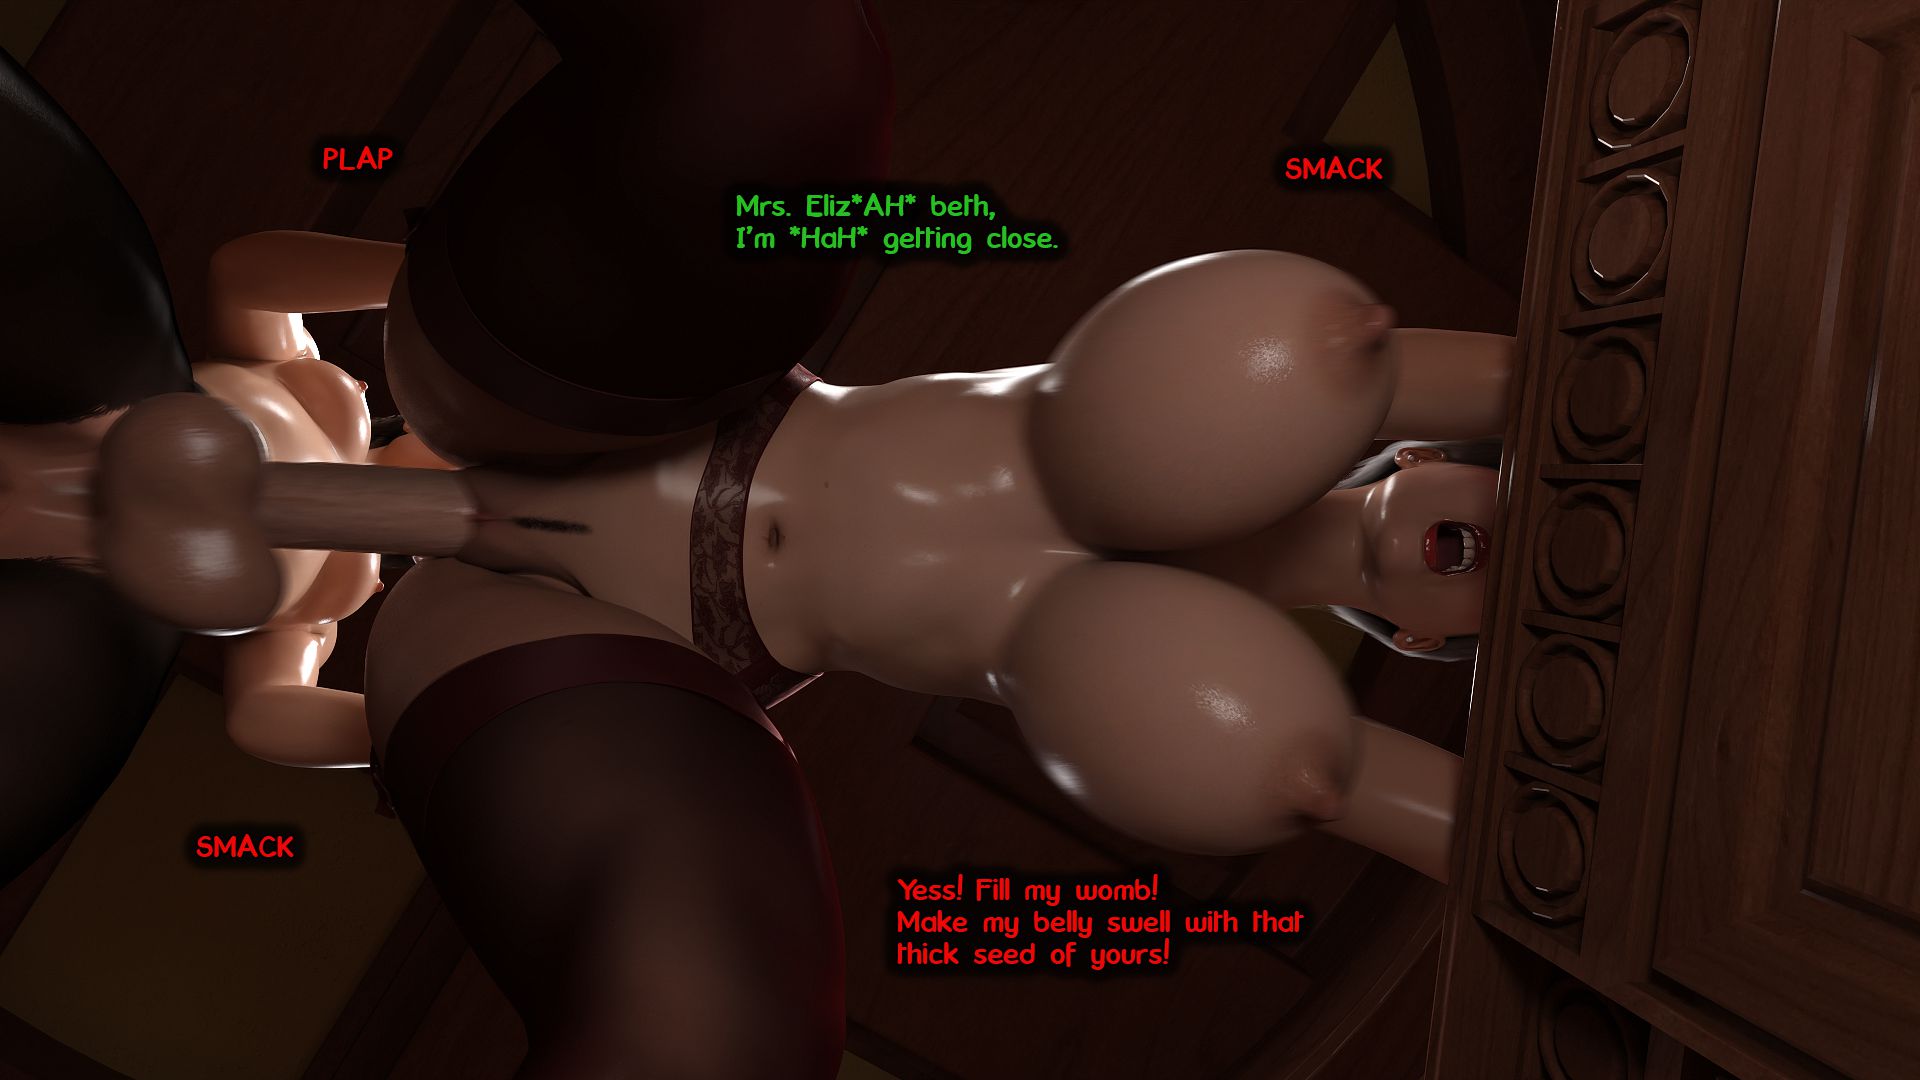 PLAP
SMACK
Mrs. Eliz*AH* beth,
I'm *HaH* getting close.
SMACK
Yess! Fill my womb!
Make my belly swell with that
thick seed of yours!